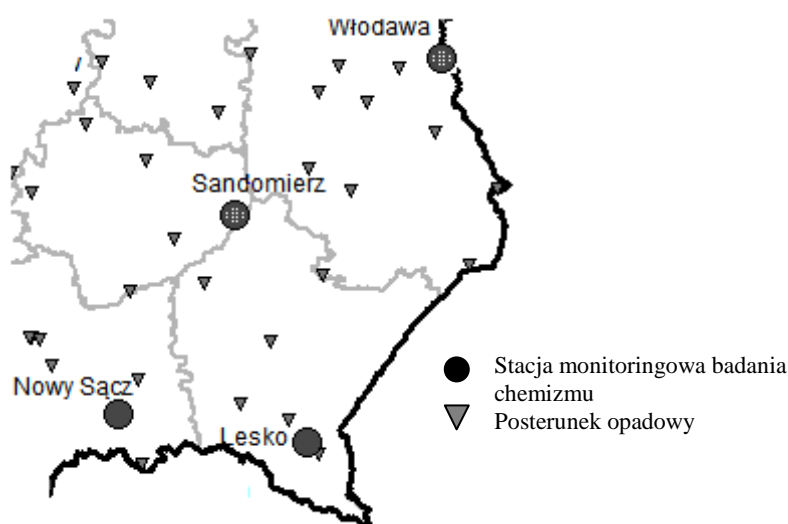 Włodawa
Sandomierz
Nowy Sącz
Lesko
Stacja monitoringowa badania
chemizmu
Posterunek opadowy